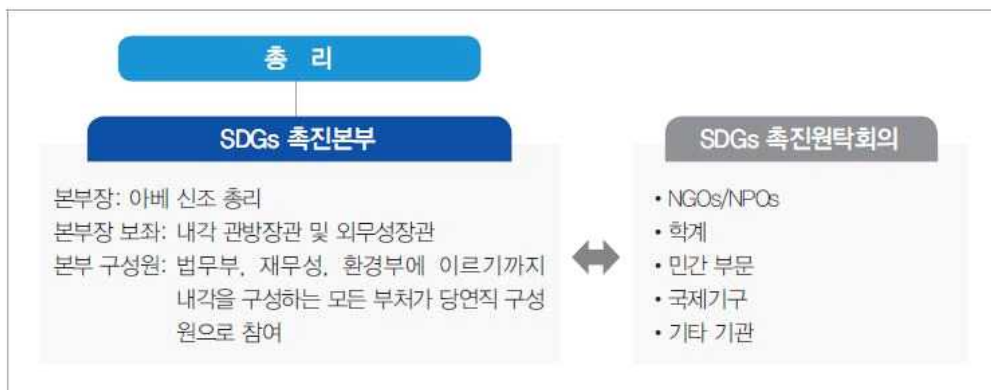 총 리
SDGs 촉진본부
본부장: 아베 신조 총리
본부장 보좌: 내각 관방장관 및 외무성장관
본부 구성원: 법무부, 재무성, 환경부에 이르기까지
내각을 구성하는 모든 부처가 당연직 구성
원으로 참여
SDGs 촉진원탁회의
• NGOs/NPOs
• 학계
• 민간 부문
• 국제기구
• 기타 기관